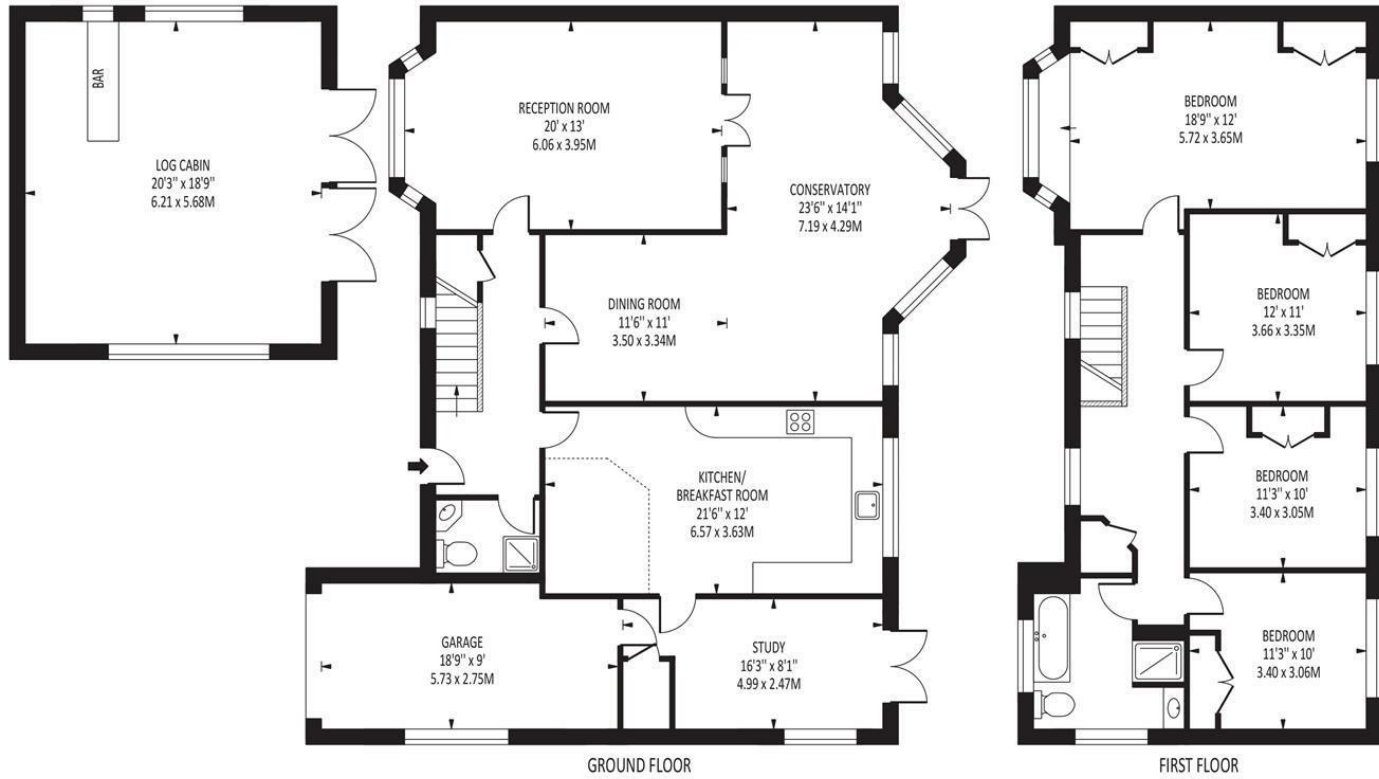 BAR
LOG CABIN
20'3" x 18'9"
6.21 x 5.68M
RECEPTION ROOM
20' x 13'
6.06 x 3.95M
CONSERVATORY
23'6" x 14'1"
7.19 x 4.29M
DINING ROOM
11'6" x 11'
3.50 x 3.34M
KITCHEN/
BREAKFAST ROOM
21'6" x 12'
6.57 x 3.63M
GARAGE
18'9" x 9'
5.73 x 2.75M
STUDY
16'3" x 8'1"
4.99 x 2.47M
GROUND FLOOR
BEDROOM
18'9" x 12'
5.72 x 3.65M
BEDROOM
12' x 11'
3.66 x 3.35M
BEDROOM
11'3" x 10'
3.40 x 3.05M
BEDROOM
11'3" x 10'
3.40 x 3.06M
FIRST FLOOR